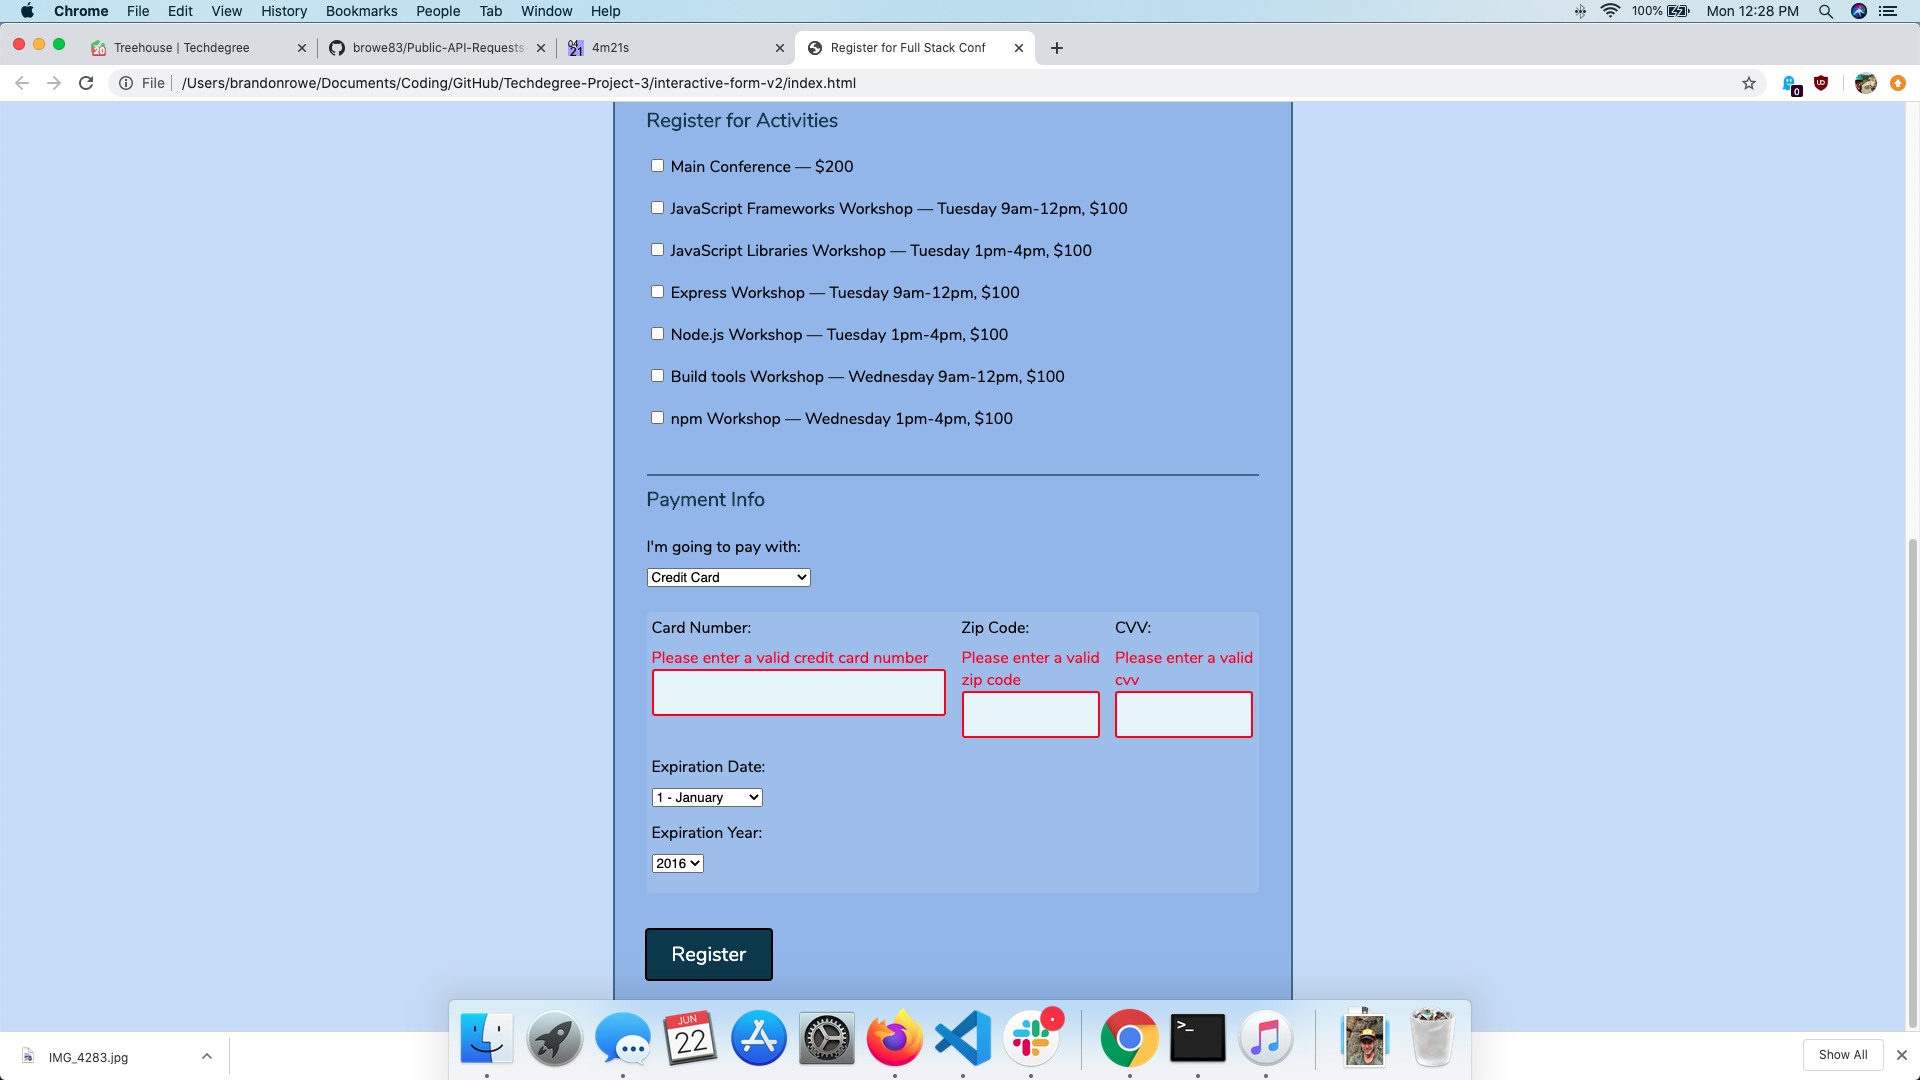 Chrome File Edit View History Bookmarks People Tab Window Help 100% Mon 12:28 PM
Treehouse | Techdegree browe83/Public-API-Requests 04 21 4m21s Register for Full Stack Conf
File /Users/brandonrowe/Documents/Coding/GitHub/Techdegree-Project-3/interactive-form-v2/index.html 0
Register for Activities
Main Conference — $200
JavaScript Frameworks Workshop — Tuesday 9am-12pm, $100
JavaScript Libraries Workshop — Tuesday 1pm-4pm, $100
Express Workshop — Tuesday 9am-12pm, $100
Node.js Workshop — Tuesday 1pm-4pm, $100
Build tools Workshop — Wednesday 9am-12pm, $100
npm Workshop — Wednesday 1pm-4pm, $100
Payment Info
I'm going to pay with:
Credit Card
Card Number: Zip Code: CVV:
Please enter a valid credit card number Please enter a valid Please enter a valid
zip code cvv
Expiration Date:
1 - January
Expiration Year:
2016
Register
JUN
22
>_
IMG_4283.jpg Show All